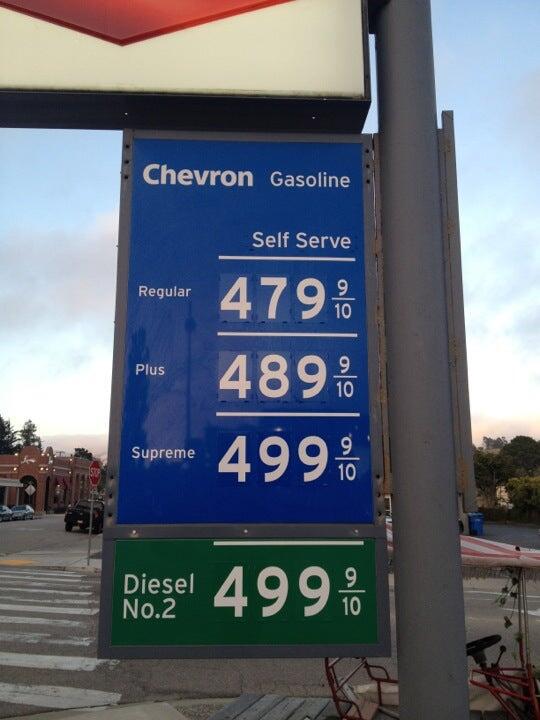 Chevron Gasoline
Self Serve
Regular 479 9/10
Plus 489 9/10
Supreme 499 9/10
Diesel No.2 499 9/10
STOP